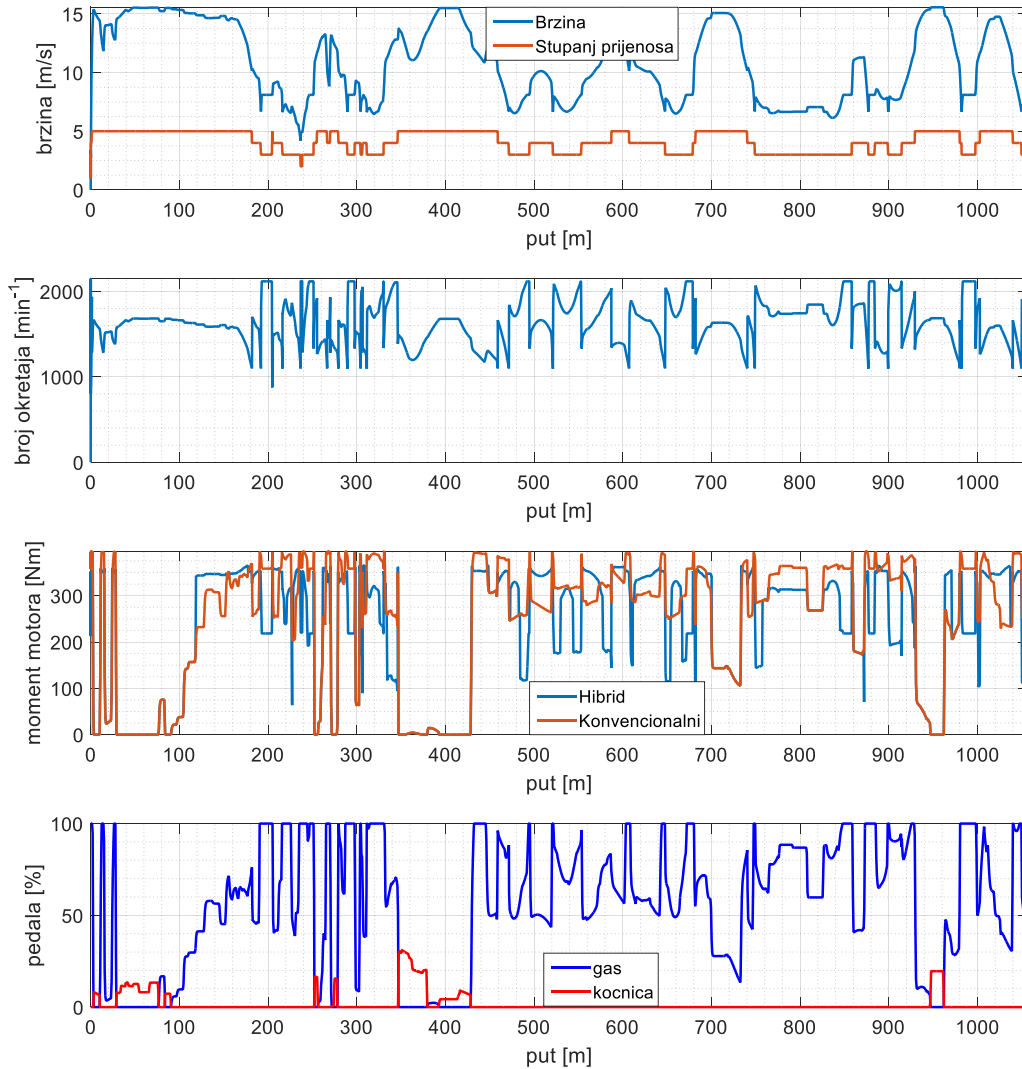 15
10
5
0
brzina [m/s]
Brzina
Stupanj prijenosa
0 100 200 300 400 500 600 700 800 900 1000
put [m]
2000
1000
0
broj okretaja [min-1]
0 100 200 300 400 500 600 700 800 900 1000
put [m]
300
200
100
0
moment motora [Nm]
Hibrid
Konvencionalni
0 100 200 300 400 500 600 700 800 900 1000
put [m]
100
50
0
pedala [%]
gas
kocnica
0 100 200 300 400 500 600 700 800 900 1000
put [m]